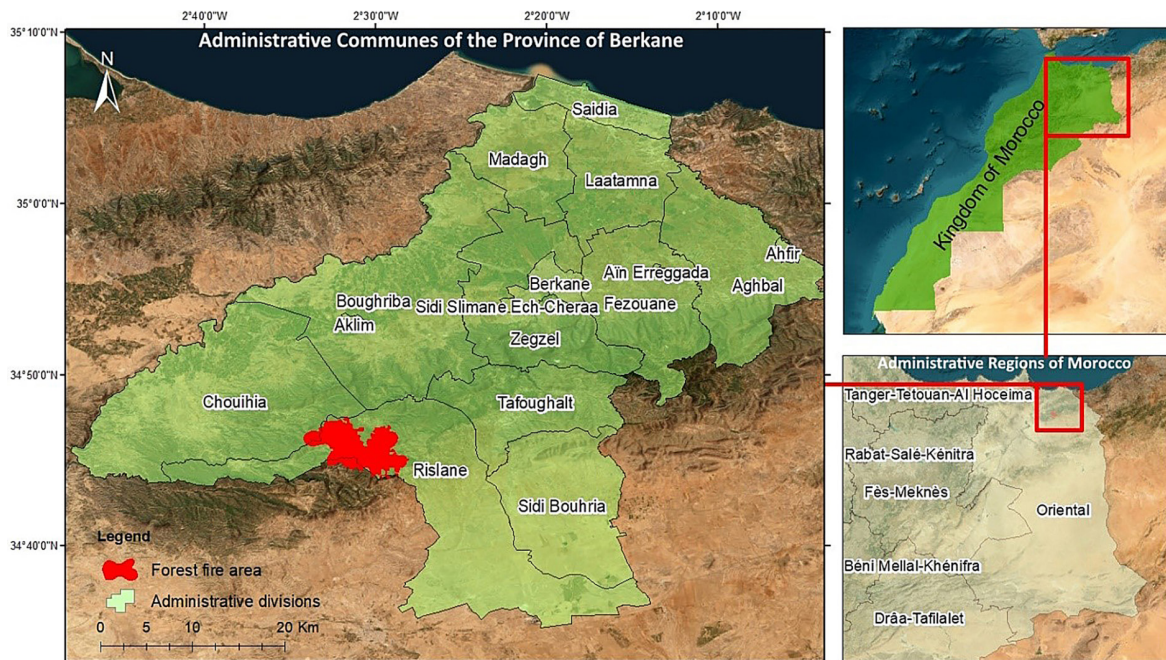 2°40'0"W
2°30'0"W
2°20'0"W
2°10'0"W
35°10'0"N
35°0'0"N
34°50'0"N
34°40'0"N
Administrative Communes of the Province of Berkane
N
Saidia
Madagh
Laatamna
Ahfir
Aghbal
Aïn Erreggada
Fezouane
Berkane
Boughriba
Sidi Slimane Ech-Cheraa
Aklim
Zegzel
Chouihia
Tafoughalt
Rislane
Sidi Bouhria
Legend
Forest fire area
Administrative divisions
0 5 10 20 Km
Kingdom of Morocco
Administrative Regions of Morocco
Tanger-Tetouan-Al Hoceima
Rabat-Salé-Kénitra
Fès-Meknès
Oriental
Béni Mellal-Khénifra
Drâa-Tafilalet